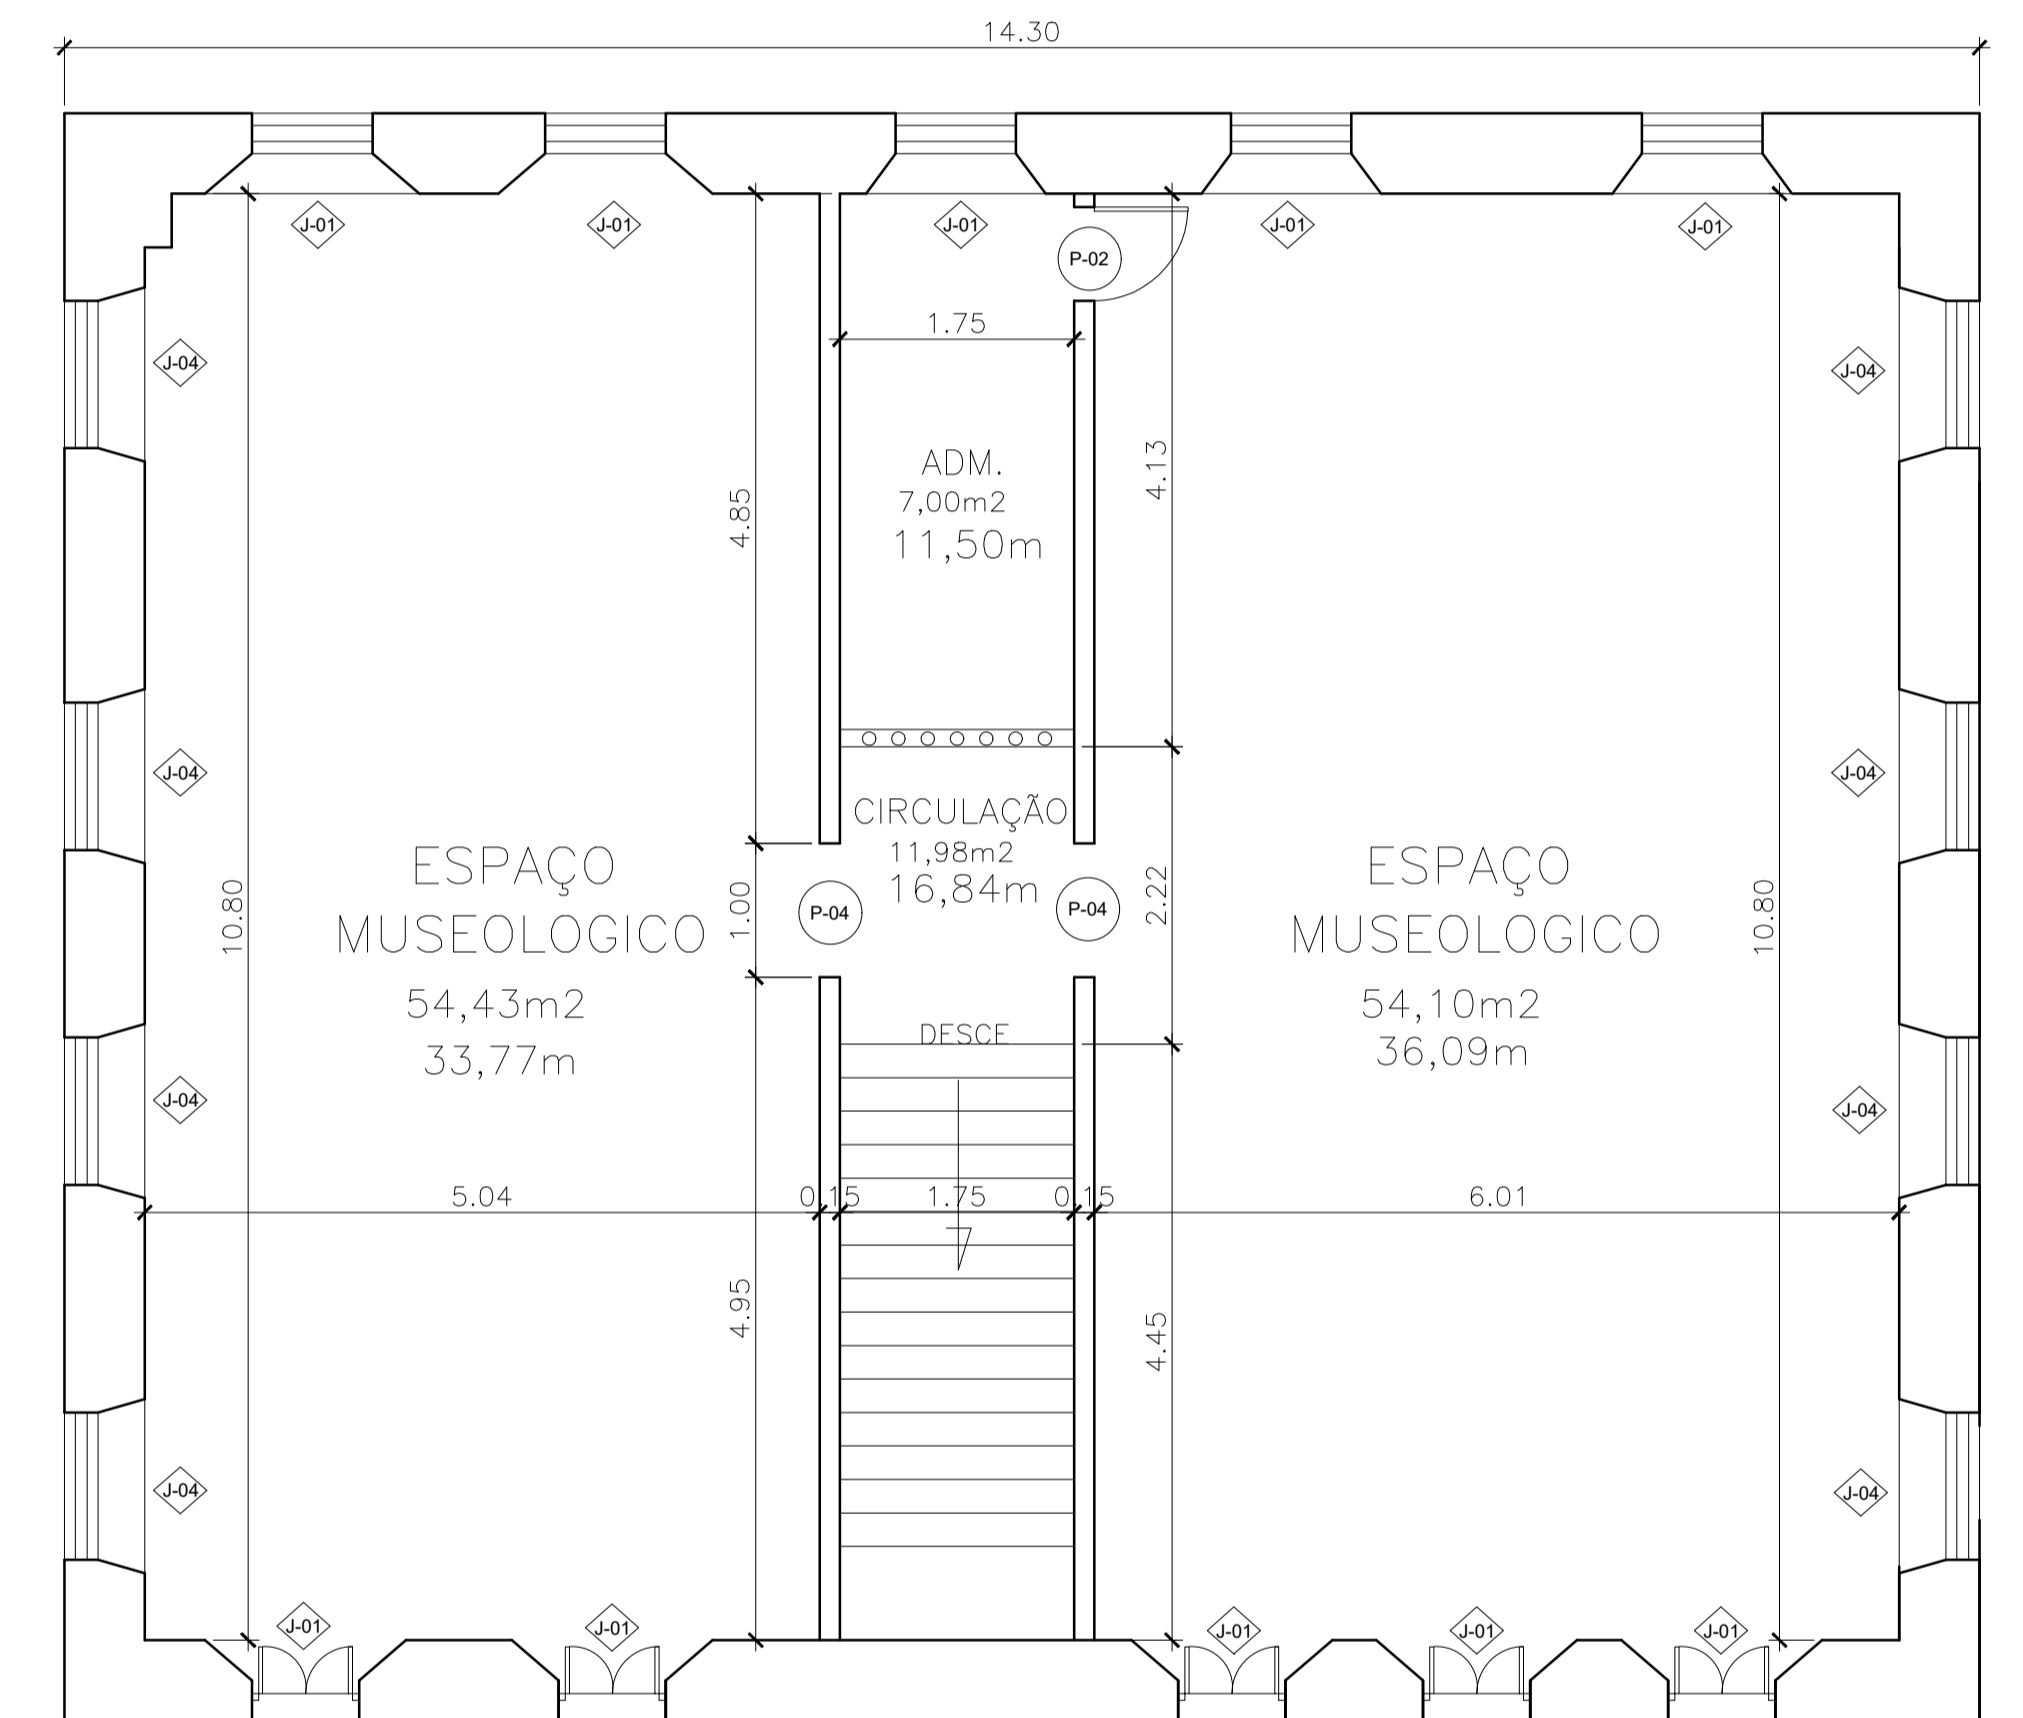 14.30
J-01
J-01
J-01
J-01
J-01
P-02
1.75
J-04
J-04
4.13
ADM.
7,00m2
11,50m
4.85
J-04
J-04
CIRCULAÇÃO
11,98m2
16,84m
ESPAÇO
MUSEOLOGICO
54,43m2
33,77m
ESPAÇO
MUSEOLOGICO
54,10m2
36,09m
10.80
1.00
P-04
P-04
2.22
10.80
DESCE
J-04
J-04
5.04
0.15
1.75
0.15
6.01
4.95
4.45
J-04
J-04
J-01
J-01
J-01
J-01
J-01